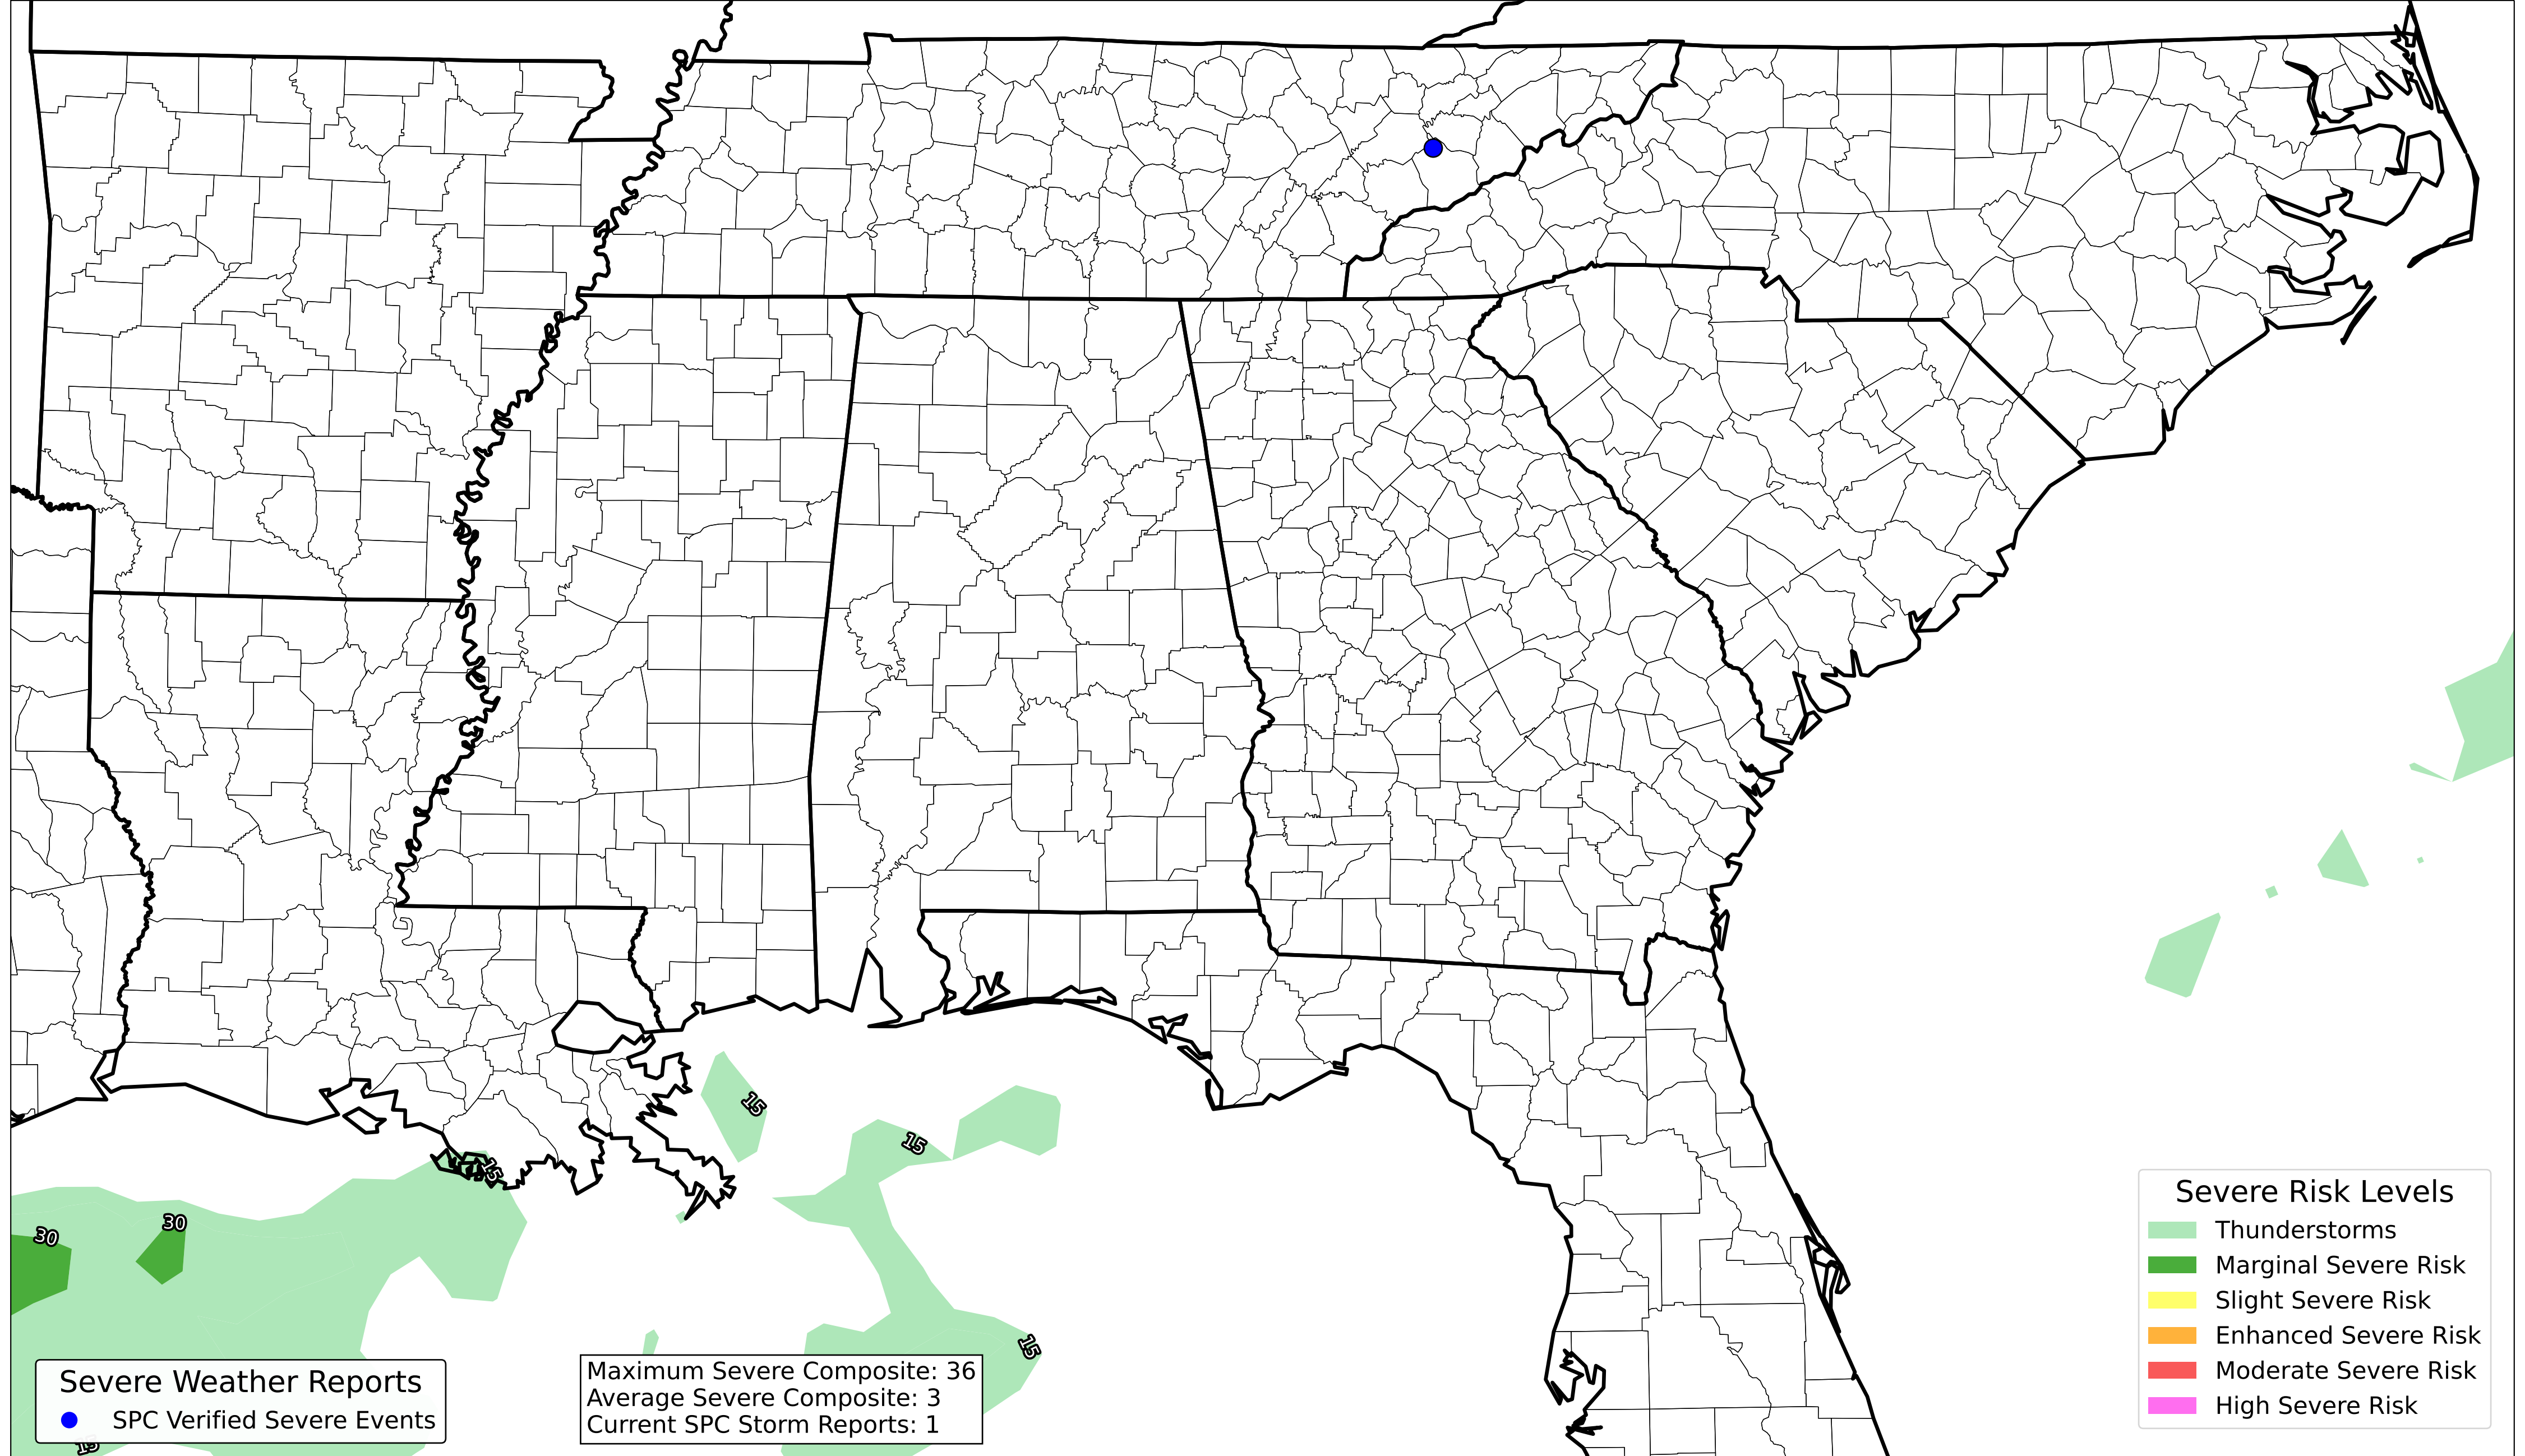 15
15
15
30
30
15
15
Severe Weather Reports
SPC Verified Severe Events
Maximum Severe Composite: 36
Average Severe Composite: 3
Current SPC Storm Reports: 1
Severe Risk Levels
Thunderstorms
Marginal Severe Risk
Slight Severe Risk
Enhanced Severe Risk
Moderate Severe Risk
High Severe Risk